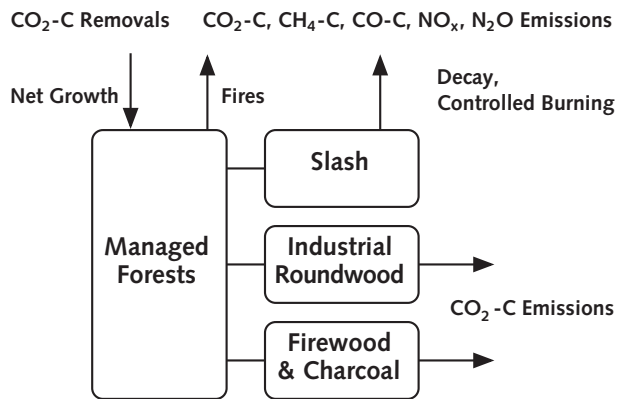 CO₂-C Removals
CO₂-C, CH₄-C, CO-C, NOₓ, N₂O Emissions
Net Growth
Fires
Decay,
Controlled Burning
Slash
Managed
Forests
Industrial
Roundwood
CO₂ -C Emissions
Firewood
& Charcoal